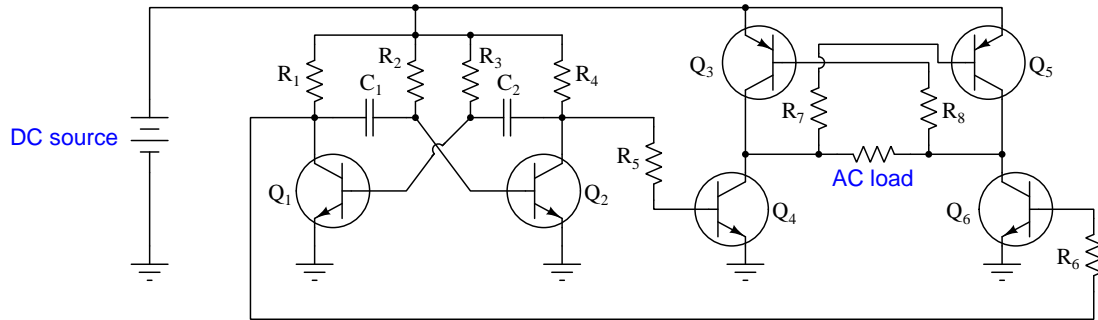 R1
R2
R3
R4
C1
C2
Q3
Q5
R7
R8
DC source
R5
AC load
Q1
Q2
Q4
Q6
R6